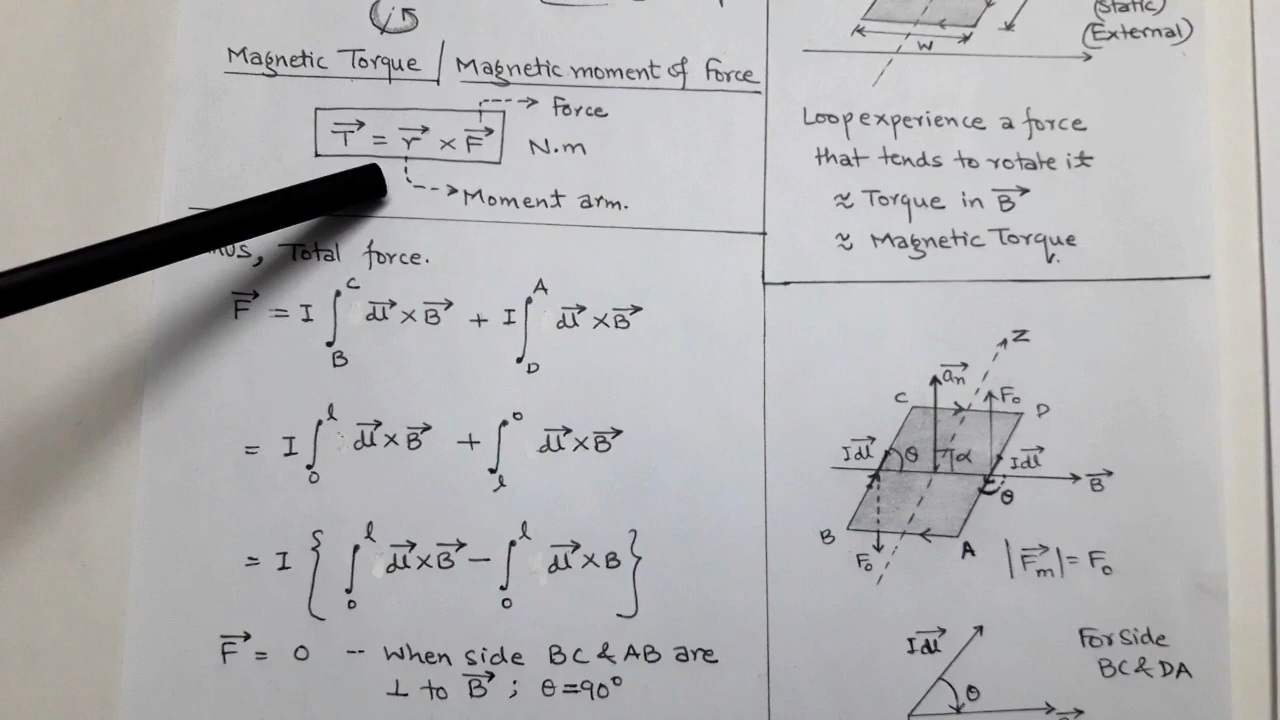 Magnetic Torque / Magnetic moment of Force
Force
T⃗ = r⃗ × F⃗ N.m
Moment arm.
Total force.
F⃗ = I ∫_B^C dl⃗ × B⃗ + I ∫_D^A dl⃗ × B⃗
= I ∫_0^l dl⃗ × B⃗ + ∫_l^0 dl⃗ × B⃗
= I { ∫_0^l dl⃗ × B⃗ - ∫_0^l dl⃗ × B }
F⃗ = 0 -- When side BC & AB are
⊥ to B⃗ ; θ = 90°
(Static)
(External)
W
Loop experience a force
that tends to rotate it
≈ Torque in B⃗
≈ Magnetic Torque
Z
a⃗n
C
F₀
D
Idl⃗ θ α Idl⃗
B⃗
θ
B
F₀
A
|F⃗m| = F₀
Idl⃗
For side
BC & DA
θ